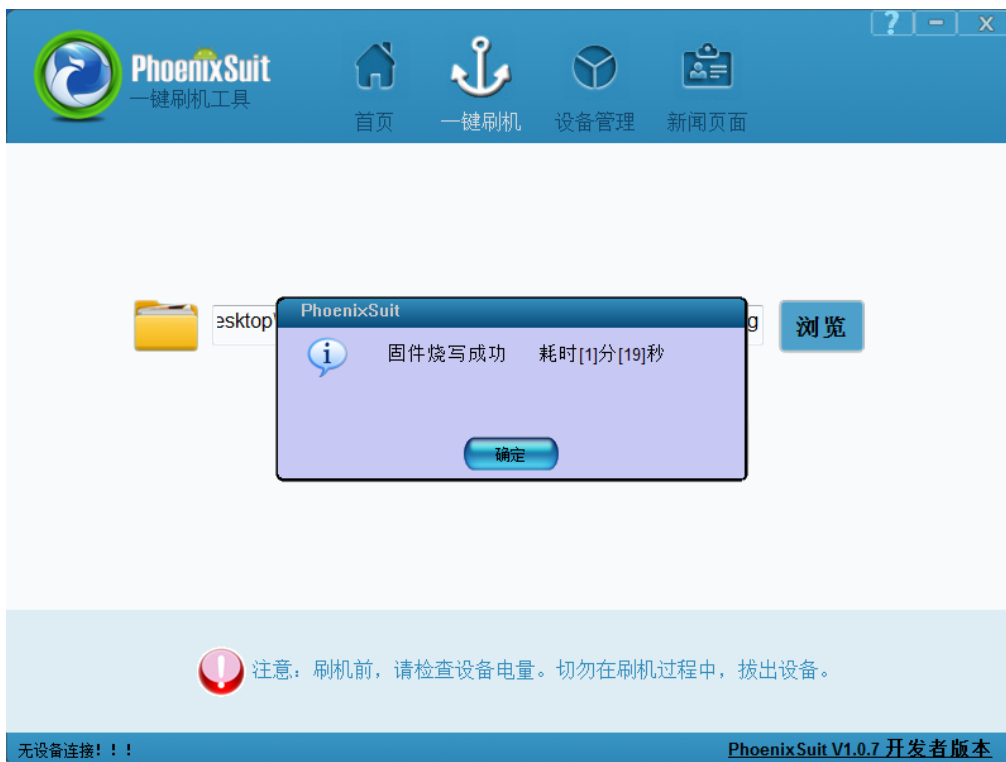 PhoenixSuit
一键刷机工具
首页
一键刷机
设备管理
新闻页面
esktop\
g
浏览
PhoenixSuit
固件烧写成功 耗时[1]分[19]秒
确定
注意：刷机前，请检查设备电量。切勿在刷机过程中，拔出设备。
无设备连接！！！
PhoenixSuit V1.0.7 开发者版本